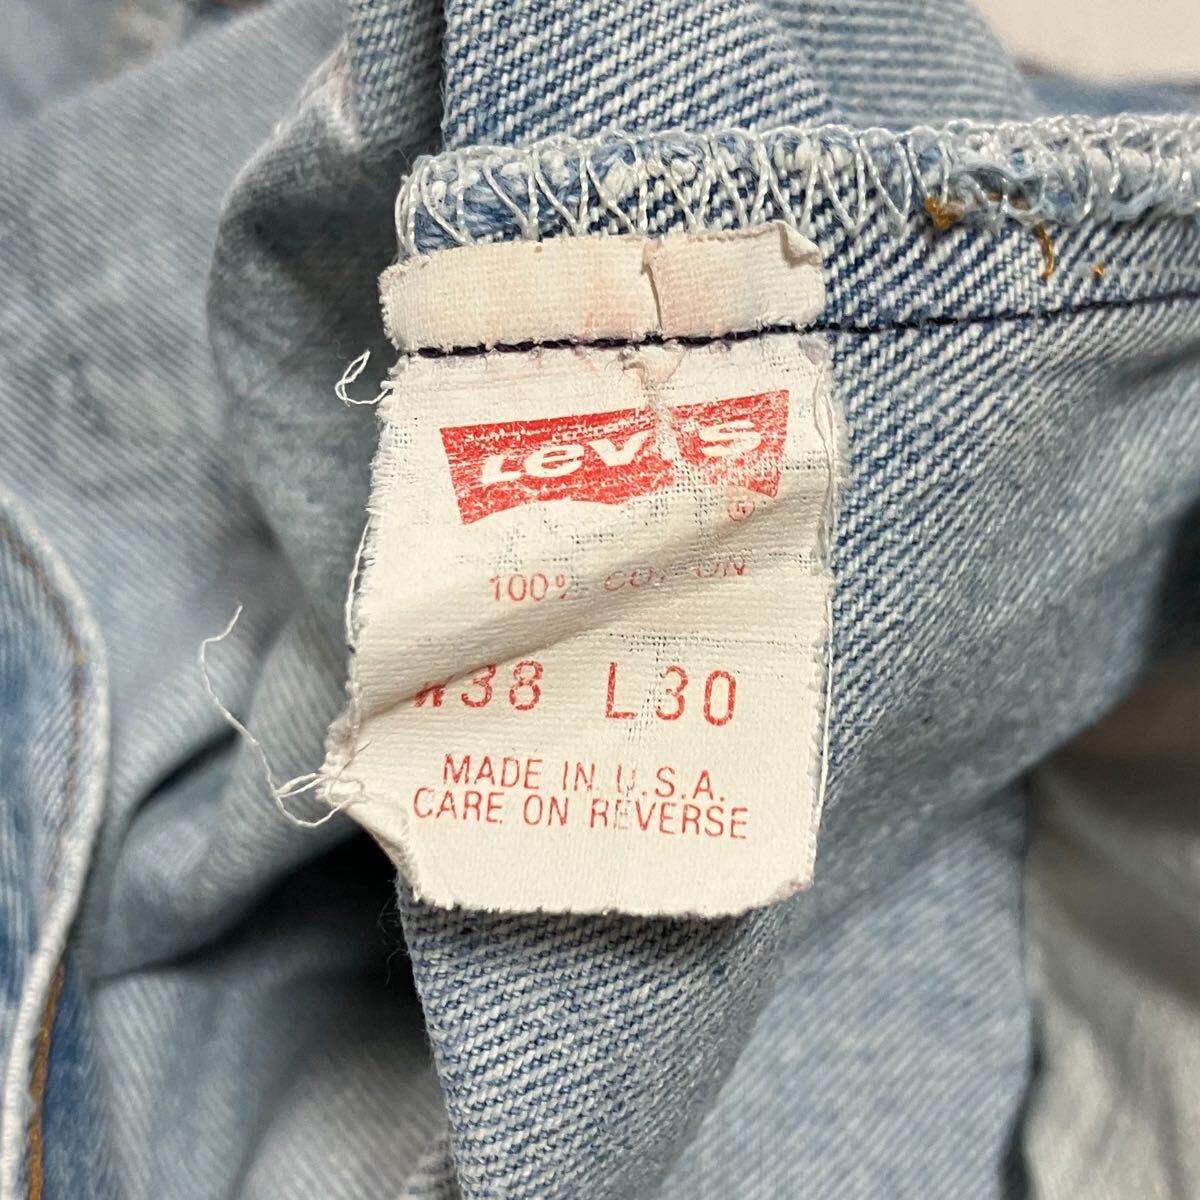 Levi's
®
100% COTTON
W38 L30
MADE IN U.S.A.
CARE ON REVERSE